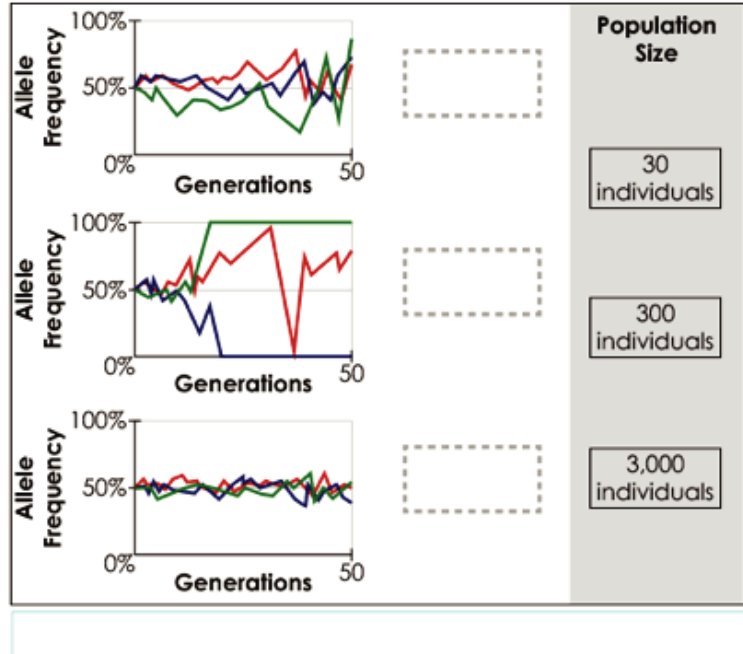 100%
Allele
Frequency
50%
0%
Generations
50
100%
Allele
Frequency
50%
0%
Generations
50
100%
Allele
Frequency
50%
0%
Generations
50
Population
Size
30
individuals
300
individuals
3,000
individuals